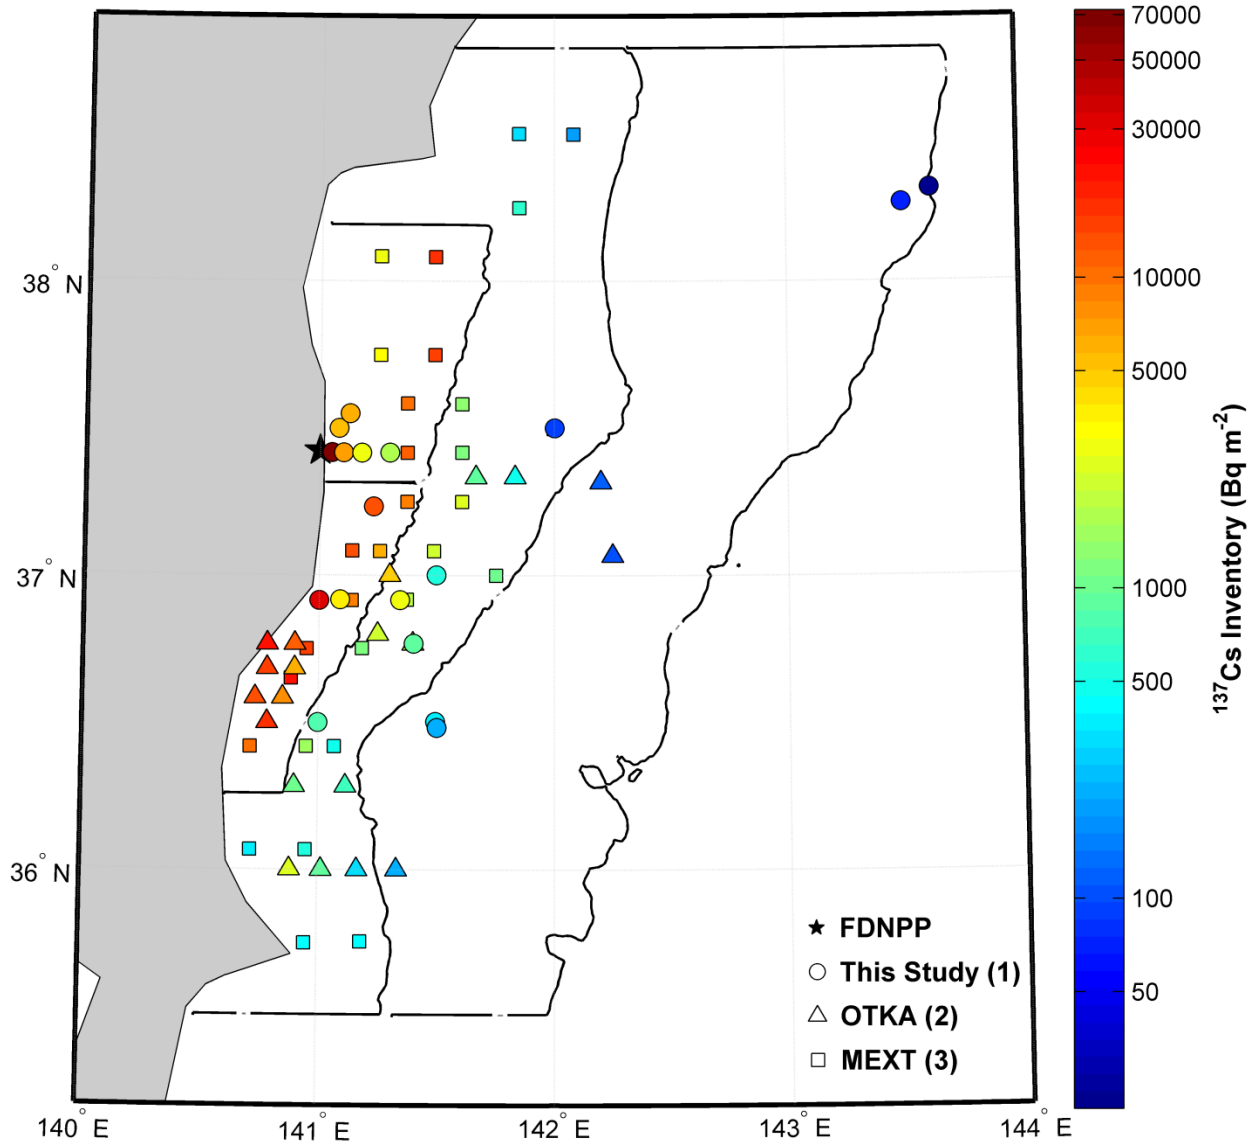 70000
50000
30000
10000
5000
1000
500
100
50
¹³⁷Cs Inventory (Bq m⁻²)
38° N
37° N
36° N
FDNPP
This Study (1)
OTKA (2)
MEXT (3)
140° E
141° E
142° E
143° E
144° E